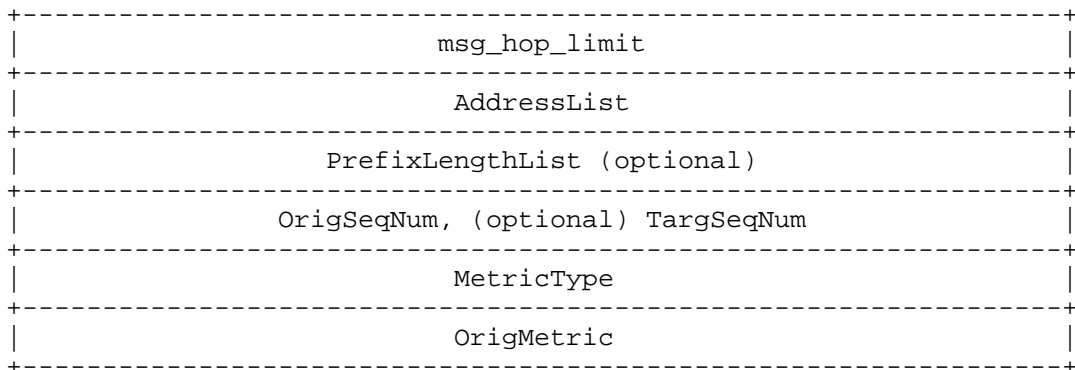 msg_hop_limit
AddressList
PrefixLengthList (optional)
OrigSeqNum, (optional) TargSeqNum
MetricType
OrigMetric